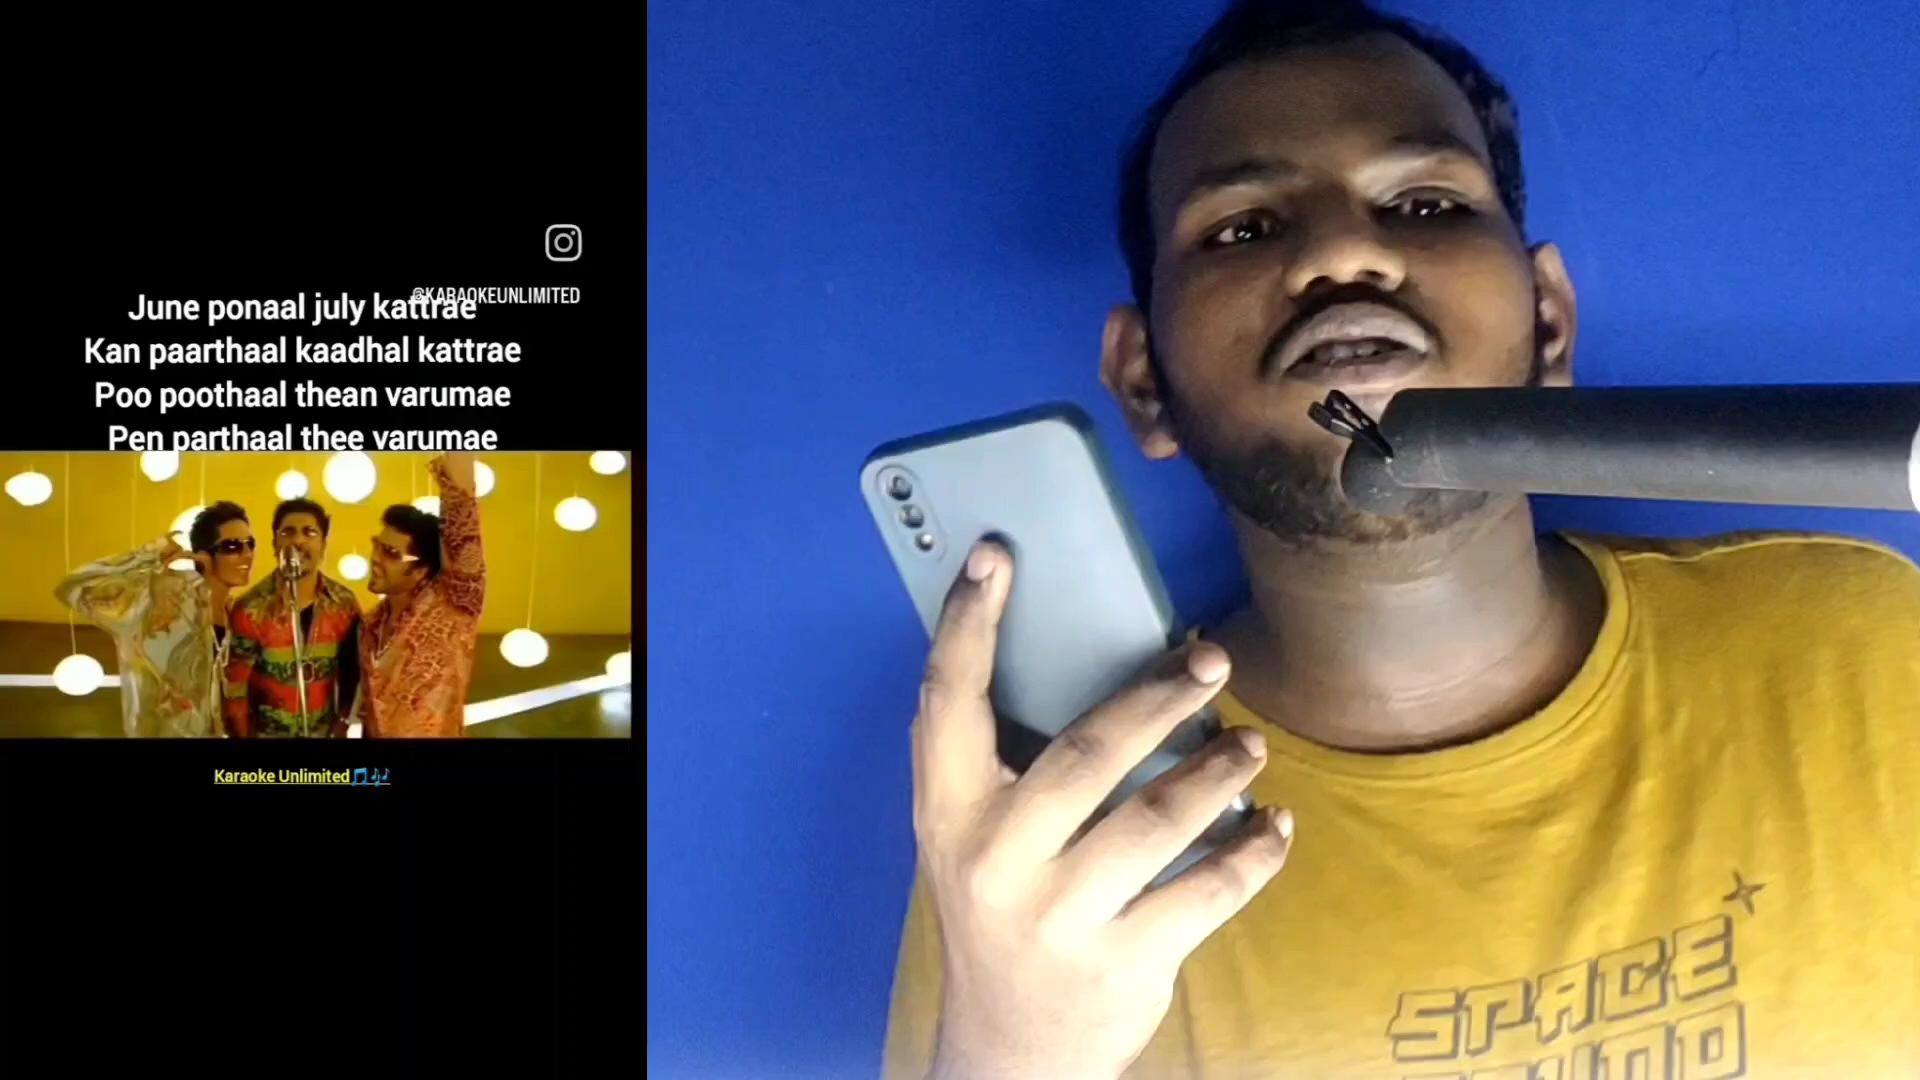 @KARAOKEUNLIMITED
June ponaal july kattrae
Kan paarthaal kaadhal kattrae
Poo poothaal thean varumae
Pen parthaal thee varumae
Karaoke Unlimited🎵🎶
SPACE